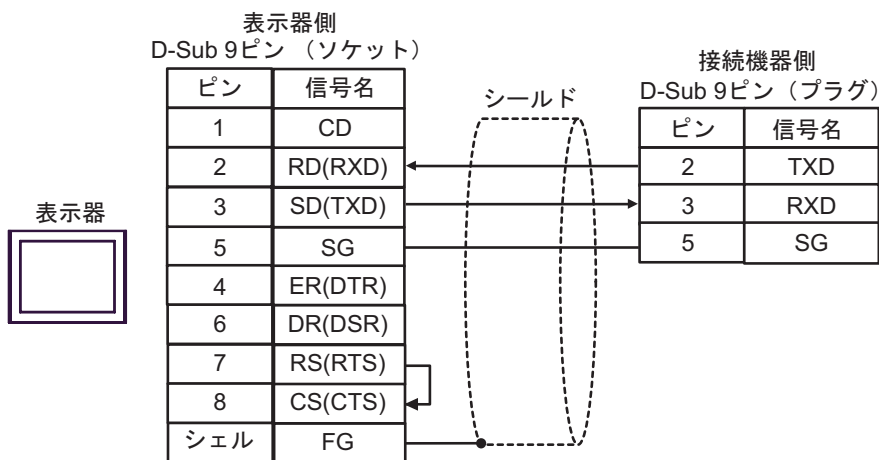 表示器側
D-Sub 9ピン （ソケット）
ピン 信号名
1 CD
2 RD(RXD)
3 SD(TXD)
5 SG
4 ER(DTR)
6 DR(DSR)
7 RS(RTS)
8 CS(CTS)
シェル FG
シールド
接続機器側
D-Sub 9ピン（プラグ）
ピン 信号名
2 TXD
3 RXD
5 SG
表示器